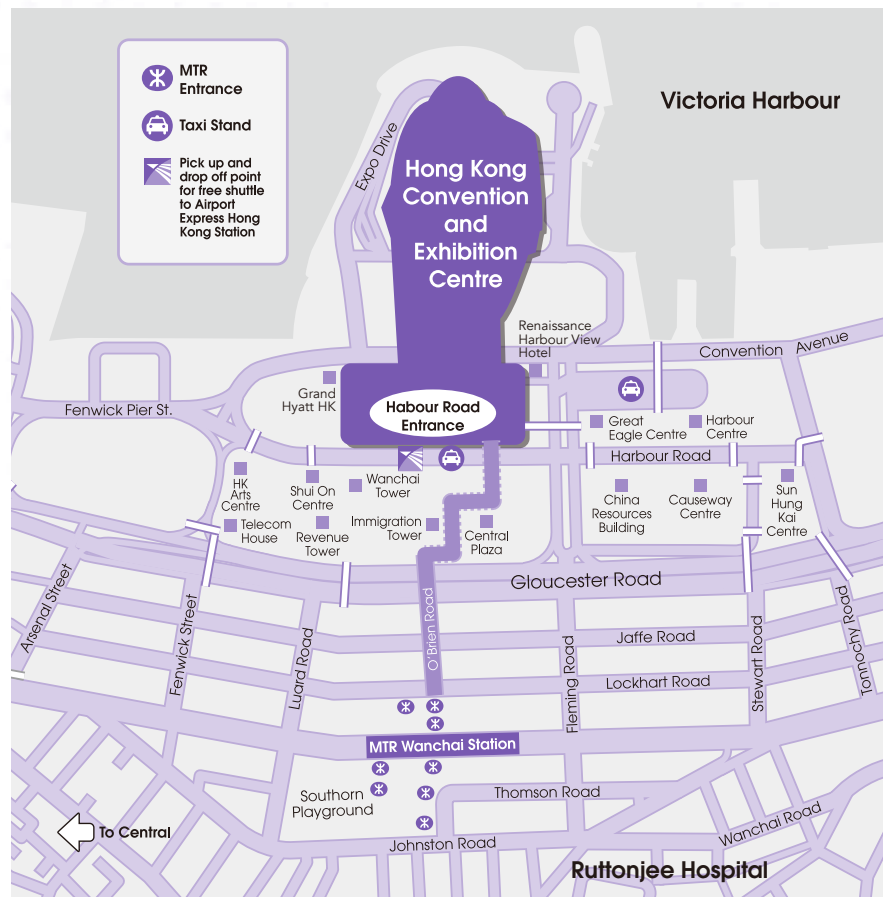 MTR
Entrance
Taxi Stand
Pick up and
drop off point
for free shuttle
to Airport
Express Hong
Kong Station
Victoria Harbour
Expo Drive
Hong Kong
Convention
and
Exhibition
Centre
Renaissance
Harbour View
Hotel
Convention
Avenue
Grand
Hyatt HK
Fenwick Pier St.
Habour Road
Entrance
Great
Eagle Centre
Harbour
Centre
Harbour Road
HK
Arts
Centre
Shui On
Centre
Wanchai
Tower
China
Resources
Building
Causeway
Centre
Sun
Hung
Kai
Centre
Telecom
House
Revenue
Tower
Immigration
Tower
Central
Plaza
Gloucester Road
Arsenal Street
Fenwick Street
Luard Road
O'Brien Road
Fleming Road
Jaffe Road
Stewart Road
Tonnochy Road
Lockhart Road
MTR Wanchai Station
Southorn
Playground
Thomson Road
To Central
Johnston Road
Wanchai Road
Ruttonjee Hospital